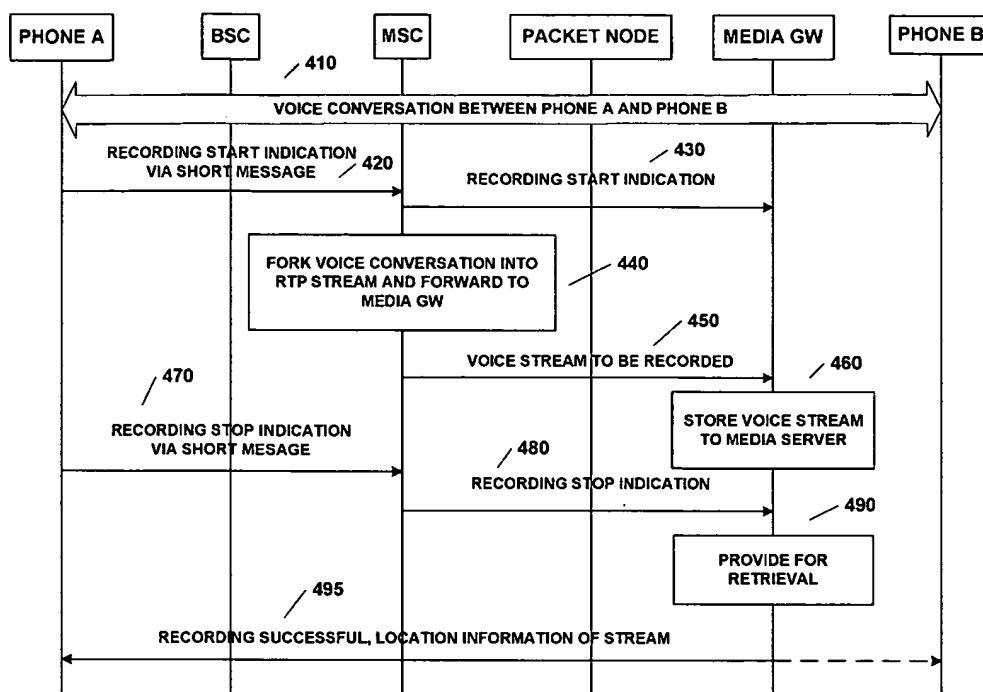 PHONE A
BSC
MSC
PACKET NODE
MEDIA GW
PHONE B
410
VOICE CONVERSATION BETWEEN PHONE A AND PHONE B
RECORDING START INDICATION
VIA SHORT MESSAGE
420
430
RECORDING START INDICATION
FORK VOICE CONVERSATION INTO
RTP STREAM AND FORWARD TO
MEDIA GW
440
450
VOICE STREAM TO BE RECORDED
460
STORE VOICE STREAM
TO MEDIA SERVER
470
RECORDING STOP INDICATION
VIA SHORT MESAGE
480
RECORDING STOP INDICATION
490
PROVIDE FOR
RETRIEVAL
495
RECORDING SUCCESSFUL, LOCATION INFORMATION OF STREAM